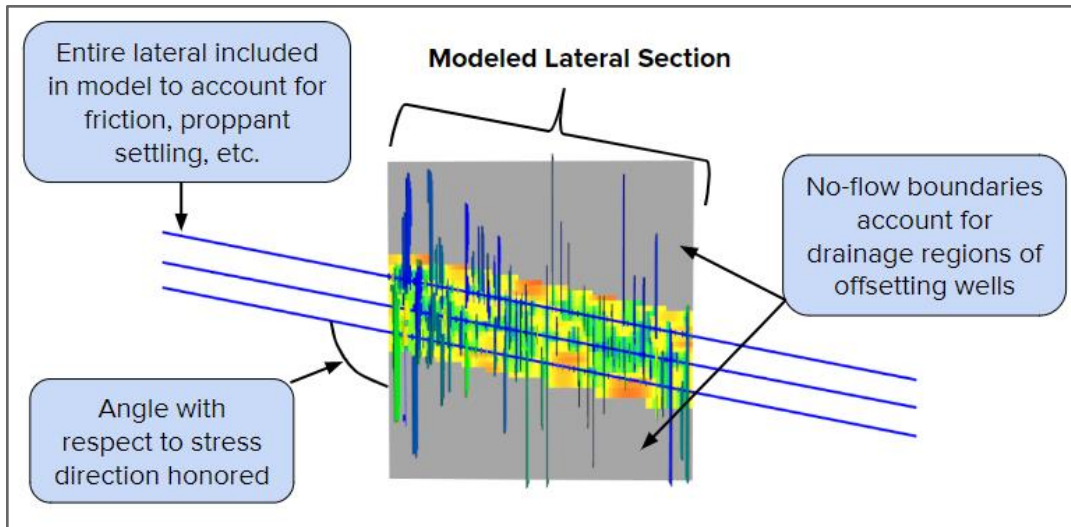 Entire lateral included
in model to account for
friction, proppant
settling, etc.
Modeled Lateral Section
No-flow boundaries
account for
drainage regions of
offsetting wells
Angle with
respect to stress
direction honored